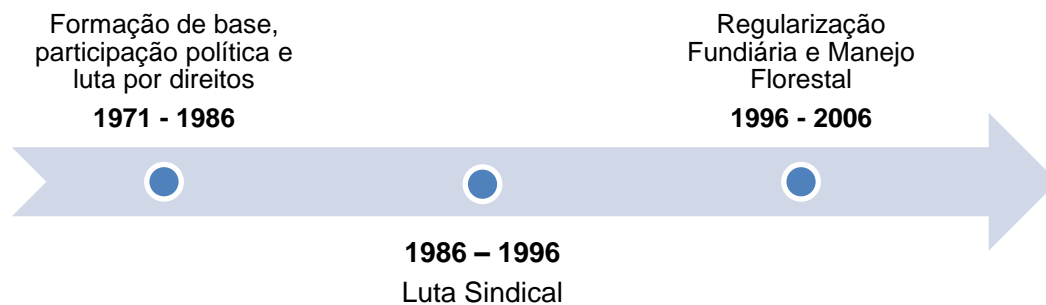 Formação de base,
participação política e
luta por direitos
1971 - 1986
Regularização
Fundiária e Manejo
Florestal
1996 - 2006
1986 – 1996
Luta Sindical